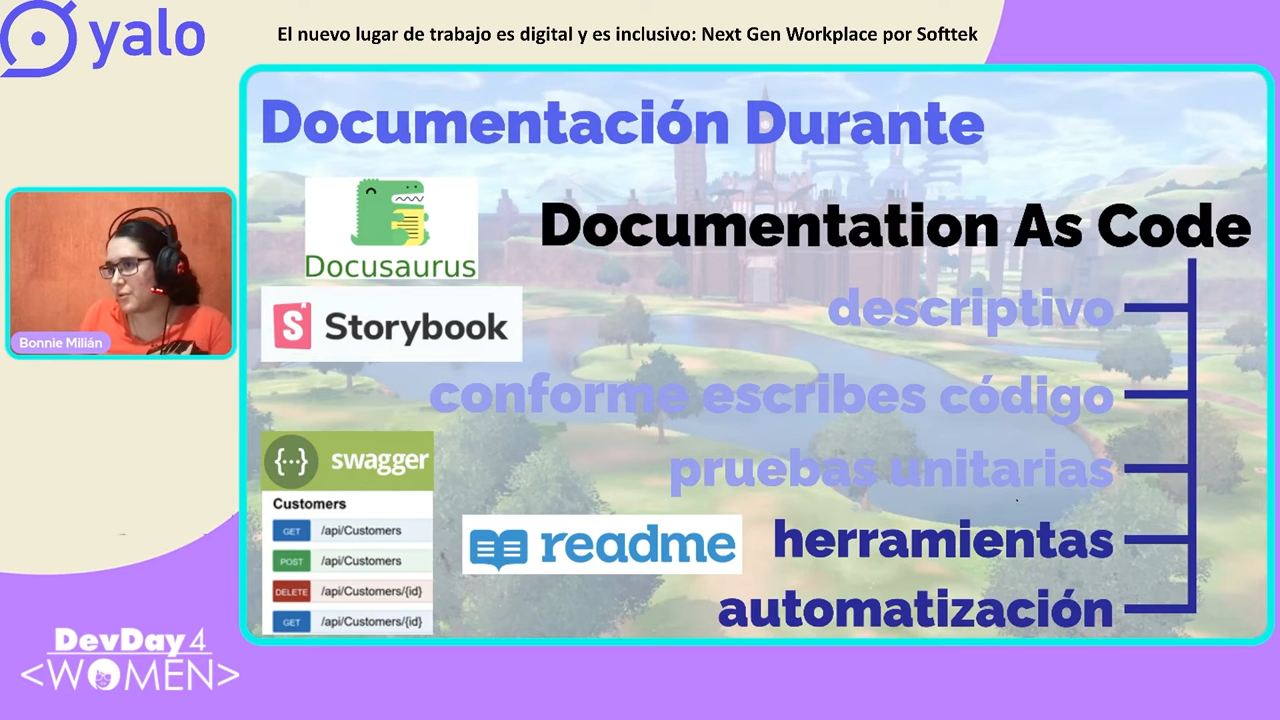 yalo
El nuevo lugar de trabajo es digital y es inclusivo: Next Gen Workplace por Softtek
Documentación Durante
Docusaurus
Documentation As Code
S Storybook
descriptivo
conforme escribes código
pruebas unitarias
herramientas
automatización
{···} swagger
Customers
GET /api/Customers
POST /api/Customers
DELETE /api/Customers/{id}
GET /api/Customers/{id}
readme
Bonnie Milián
DevDay 4
<WOMEN>